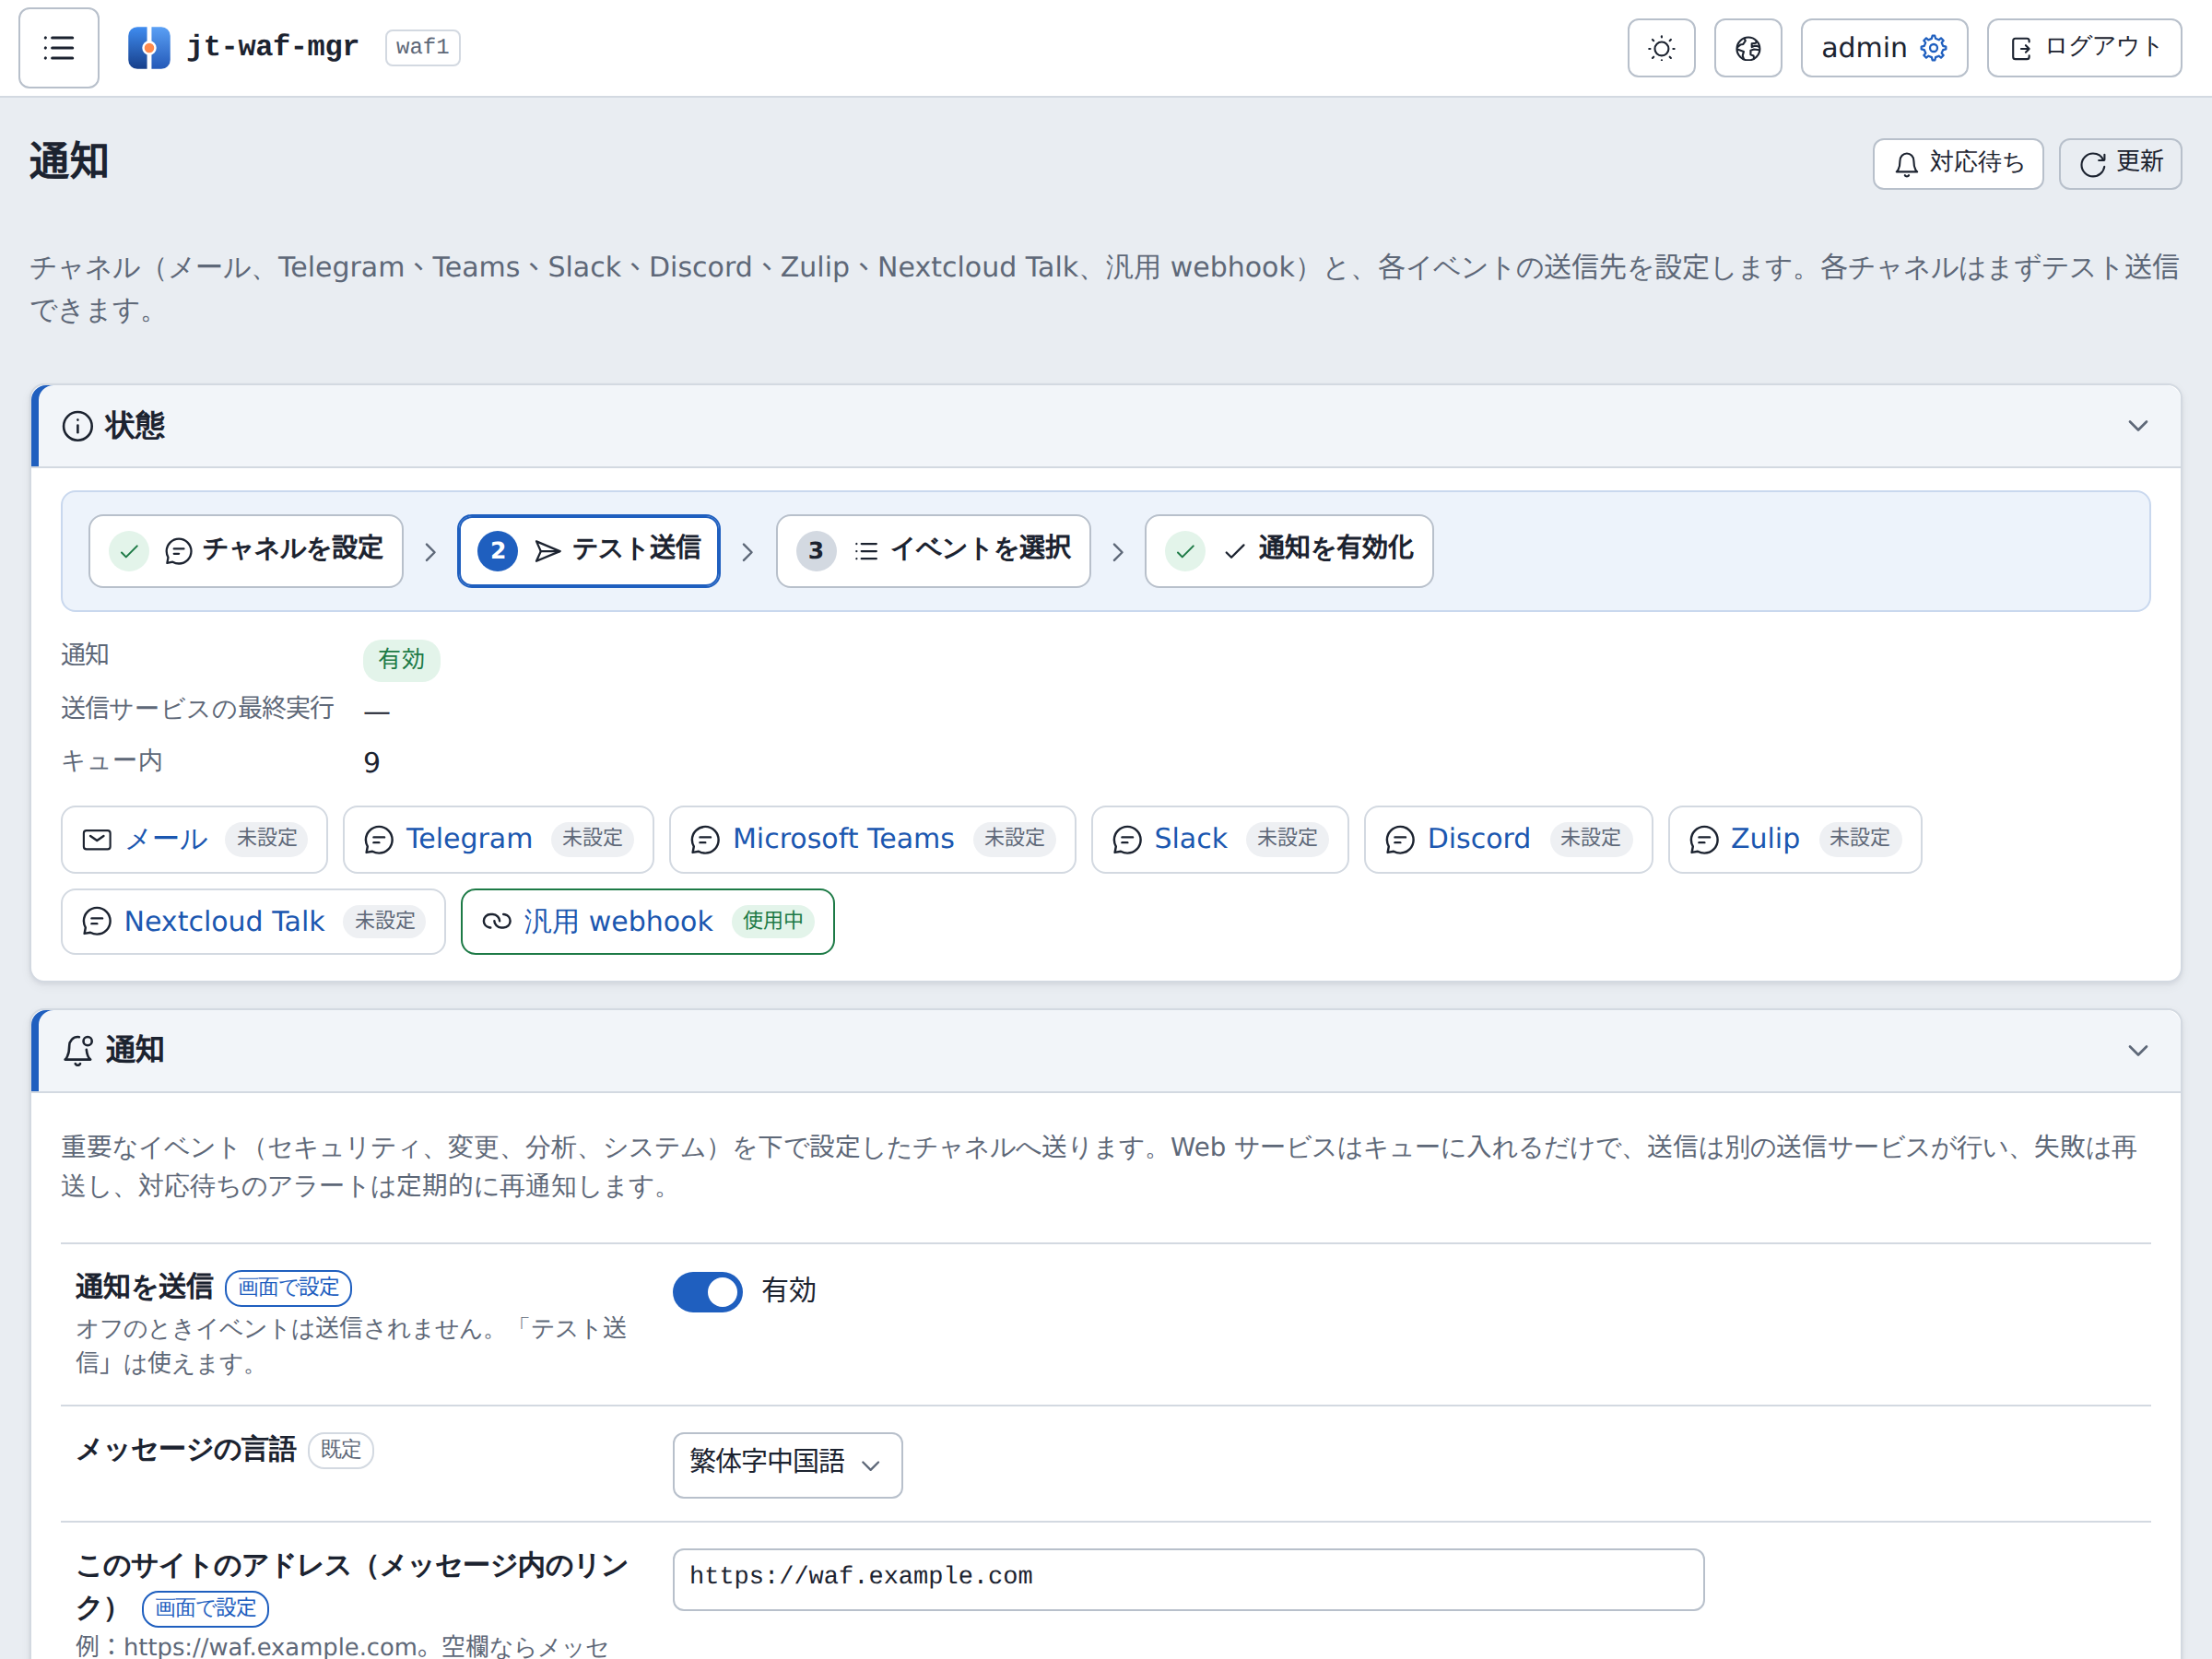 jt-waf-mgr waf1 admin ログアウト
通知 対応待ち 更新
チャネル（メール、Telegram、Teams、Slack、Discord、Zulip、Nextcloud Talk、汎用 webhook）と、各イベントの送信先を設定します。各チャネルはまずテスト送信
できます。
状態
チャネルを設定 2 テスト送信 3 イベントを選択 通知を有効化
通知 有効
送信サービスの最終実行 —
キュー内 9
メール 未設定 Telegram 未設定 Microsoft Teams 未設定 Slack 未設定 Discord 未設定 Zulip 未設定
Nextcloud Talk 未設定 汎用 webhook 使用中
通知
重要なイベント（セキュリティ、変更、分析、システム）を下で設定したチャネルへ送ります。Web サービスはキューに入れるだけで、送信は別の送信サービスが行い、失敗は再
送し、対応待ちのアラートは定期的に再通知します。
通知を送信 画面で設定 有効
オフのときイベントは送信されません。「テスト送
信」は使えます。
メッセージの言語 既定 繁体字中国語
このサイトのアドレス（メッセージ内のリン
ク） 画面で設定 https://waf.example.com
例：https://waf.example.com。空欄ならメッセ